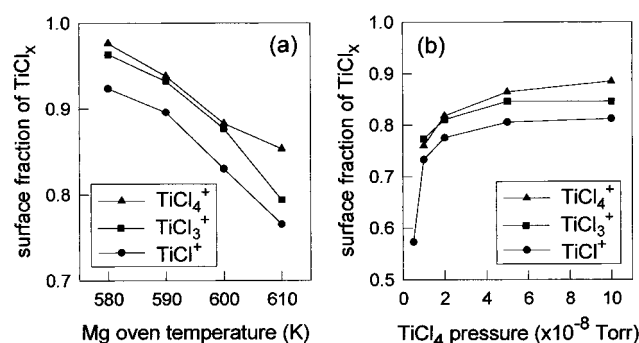 (a)
surface fraction of TiClₓ
1.0
0.9
0.8
0.7
TiCl₄⁺
TiCl₃⁺
TiCl⁺
580 590 600 610
Mg oven temperature (K)
(b)
surface fraction of TiClₓ
1.0
0.9
0.8
0.7
0.6
0.5
TiCl₄⁺
TiCl₃⁺
TiCl⁺
0 2 4 6 8 10
TiCl₄ pressure (x10⁻⁸ Torr)